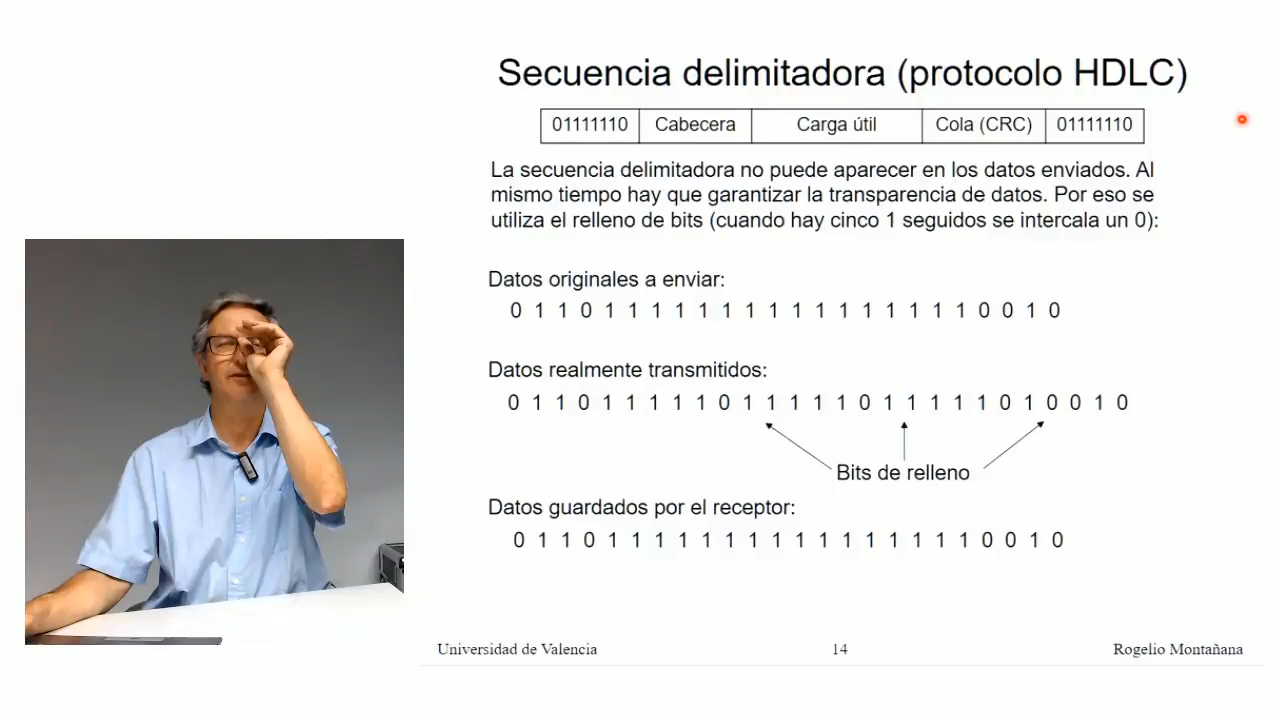 Secuencia delimitadora (protocolo HDLC)
01111110 Cabecera Carga útil Cola (CRC) 01111110
La secuencia delimitadora no puede aparecer en los datos enviados. Al
mismo tiempo hay que garantizar la transparencia de datos. Por eso se
utiliza el relleno de bits (cuando hay cinco 1 seguidos se intercala un 0):
Datos originales a enviar:
0 1 1 0 1 1 1 1 1 1 1 1 1 1 1 1 1 1 1 1 0 0 1 0
Datos realmente transmitidos:
0 1 1 0 1 1 1 1 1 0 1 1 1 1 1 0 1 1 1 1 1 0 1 0 0 1 0
Bits de relleno
Datos guardados por el receptor:
0 1 1 0 1 1 1 1 1 1 1 1 1 1 1 1 1 1 1 1 0 0 1 0
Universidad de Valencia 14 Rogelio Montañana